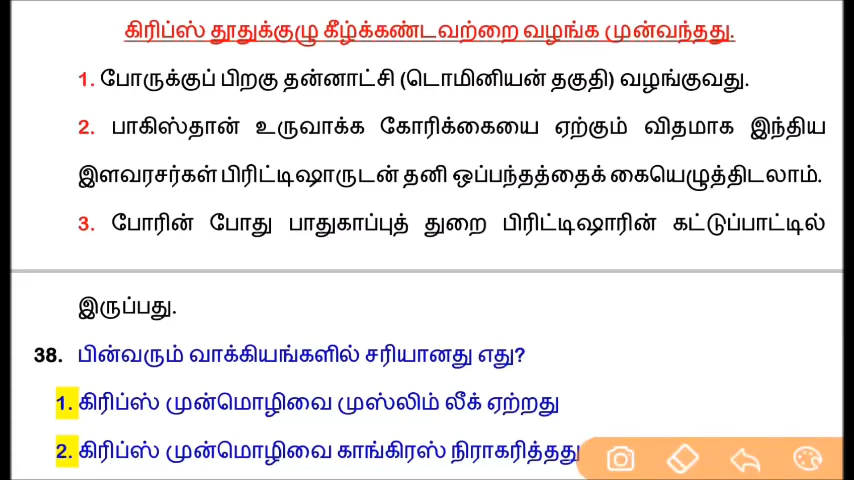 கிரிப்ஸ் தூதுக்குழு கீழ்க்கண்டவற்றை வழங்க முன்வந்தது.
1. போருக்குப் பிறகு தன்னாட்சி (டொமினியன் தகுதி) வழங்குவது.
2. பாகிஸ்தான் உருவாக்க கோரிக்கையை ஏற்கும் விதமாக இந்திய
இளவரசர்கள் பிரிட்டிஷாருடன் தனி ஒப்பந்தத்தைக் கையெழுத்திடலாம்.
3. போரின் போது பாதுகாப்புத் துறை பிரிட்டிஷாரின் கட்டுப்பாட்டில்
இருப்பது.
38. பின்வரும் வாக்கியங்களில் சரியானது எது?
1. கிரிப்ஸ் முன்மொழிவை முஸ்லிம் லீக் ஏற்றது
2. கிரிப்ஸ் முன்மொழிவை காங்கிரஸ் நிராகரித்தது